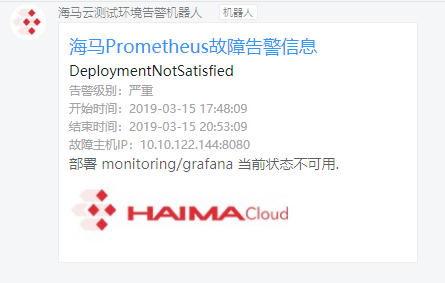 海马云测试环境告警机器人 机器人
海马Prometheus故障告警信息
DeploymentNotSatisfied
告警级别：严重
开始时间：2019-03-15 17:48:09
结束时间：2019-03-15 20:53:09
故障主机IP：10.10.122.144:8080
部署 monitoring/grafana 当前状态不可用.
HAIMA Cloud